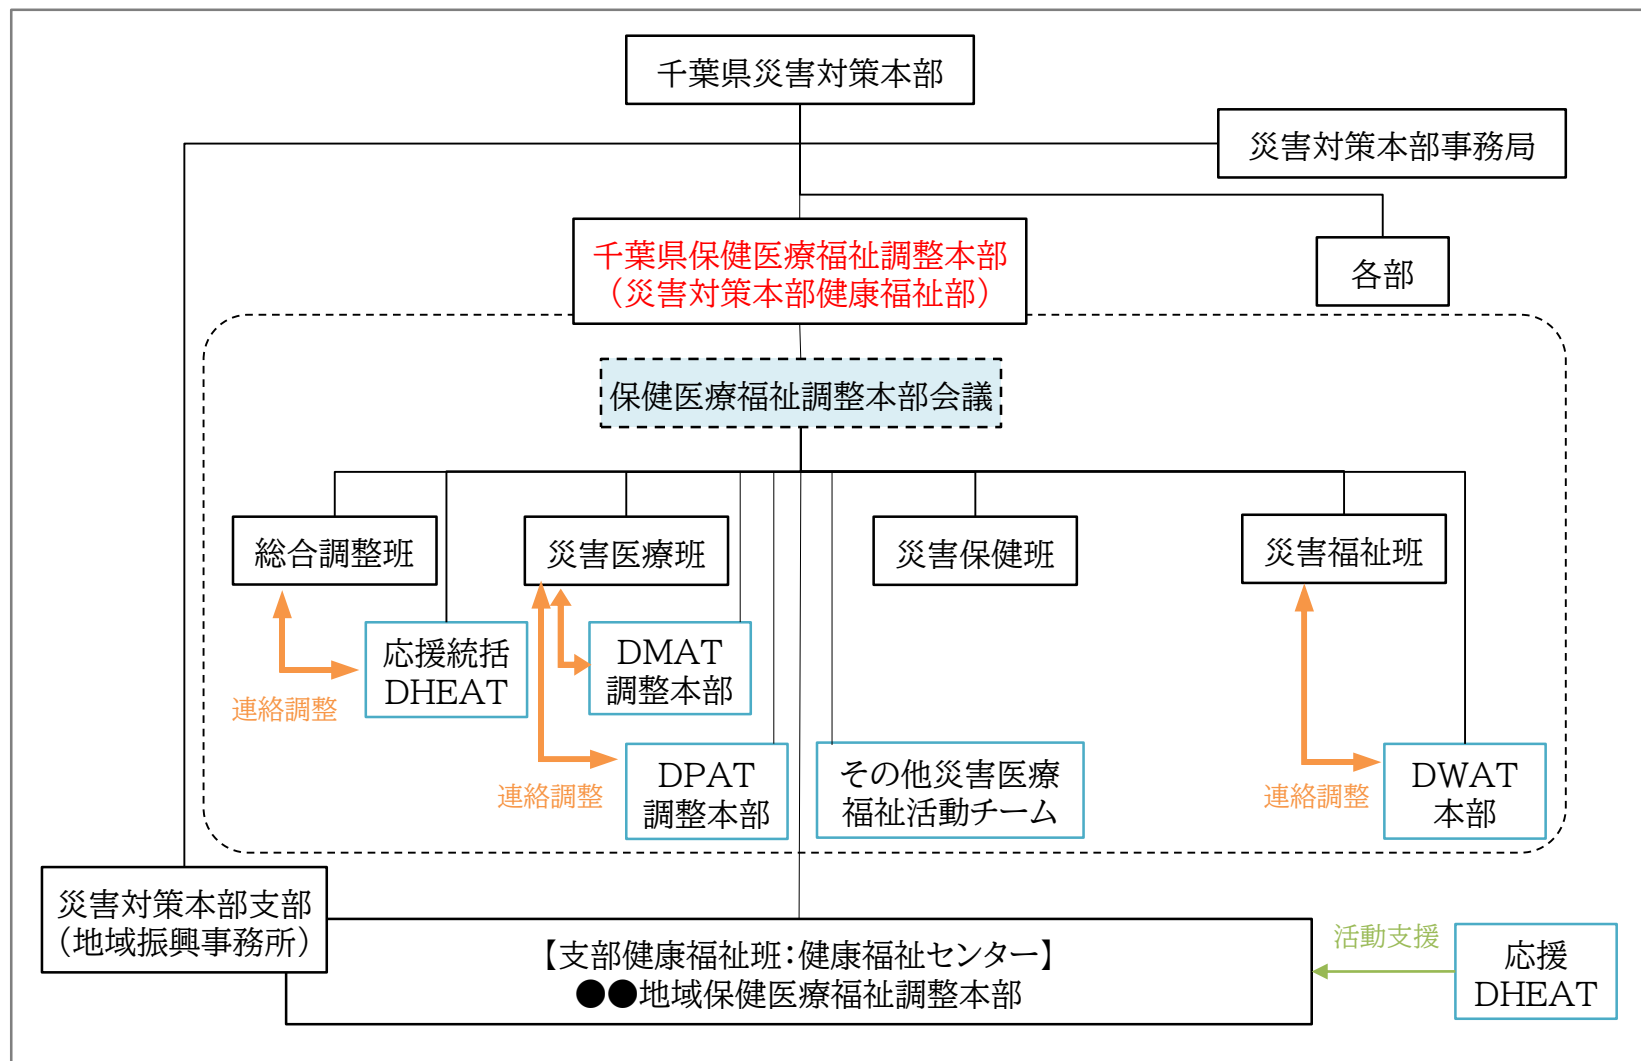 千葉県災害対策本部
災害対策本部事務局
千葉県保健医療福祉調整本部
（災害対策本部健康福祉部）
各部
保健医療福祉調整本部会議
総合調整班
災害医療班
災害保健班
災害福祉班
応援統括
DHEAT
連絡調整
DMAT
調整本部
DPAT
調整本部
連絡調整
その他災害医療
福祉活動チーム
連絡調整
DWAT
本部
災害対策本部支部
（地域振興事務所）
【支部健康福祉班：健康福祉センター】
●●地域保健医療福祉調整本部
活動支援
応援
DHEAT